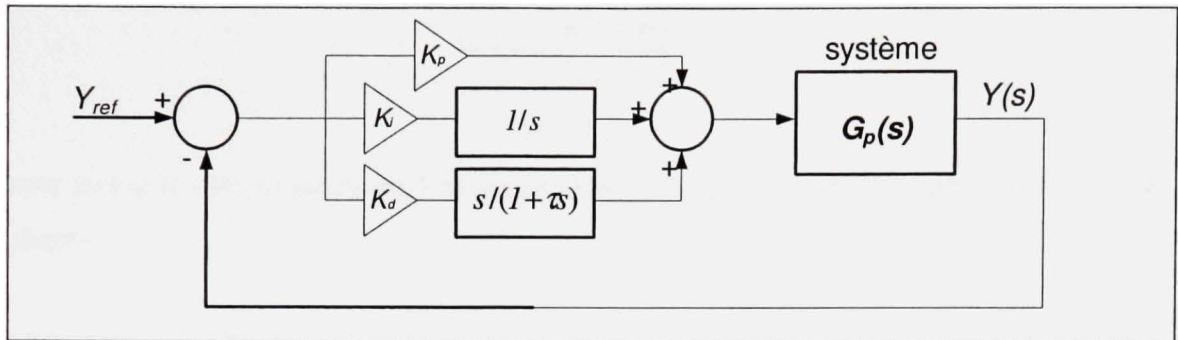 système
K_p
Y_ref + + Y(s)
K_i 1/s + G_p(s)
- +
K_d s/(1+τs)